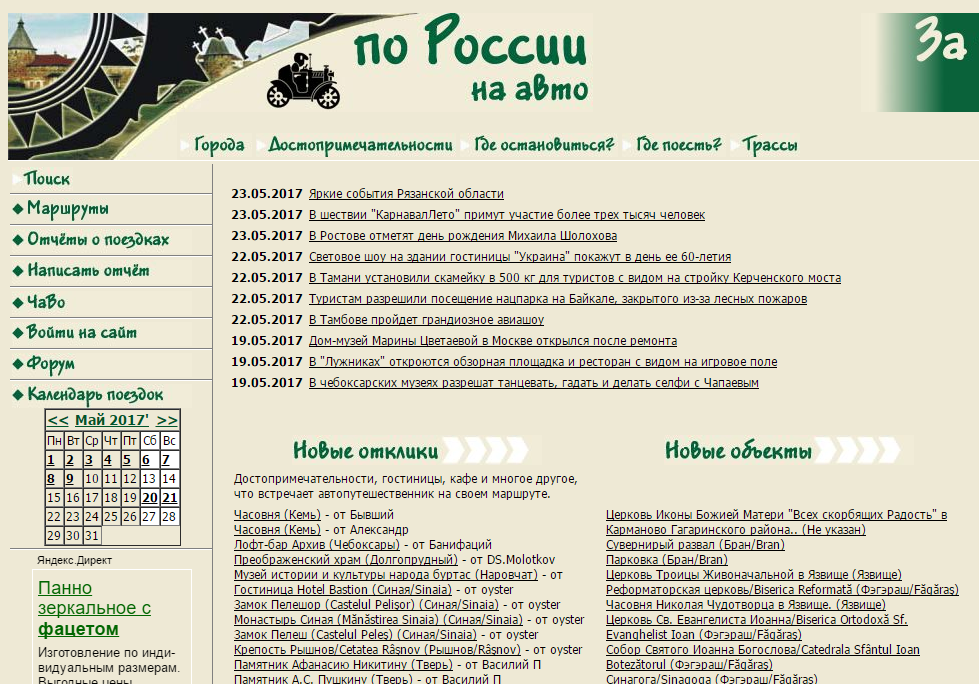 по России
на авто
За
Города Достопримечательности Где остановиться? Где поесть? Трассы
Поиск
Маршруты
Отчёты о поездках
Написать отчёт
ЧаВо
Войти на сайт
Форум
Календарь поездок
<< Май 2017' >>
Пн Вт Ср Чт Пт Сб Вс
1 2 3 4 5 6 7
8 9 10 11 12 13 14
15 16 17 18 19 20 21
22 23 24 25 26 27 28
29 30 31
Яндекс.Директ
Панно
зеркальное с
фацетом
Изготовление по инди-
видуальным размерам.
Выгодные цены
23.05.2017 Яркие события Рязанской области
23.05.2017 В шествии "КарнавалЛето" примут участие более трех тысяч человек
23.05.2017 В Ростове отметят день рождения Михаила Шолохова
22.05.2017 Световое шоу на здании гостиницы "Украина" покажут в день ее 60-летия
22.05.2017 В Тамани установили скамейку в 500 кг для туристов с видом на стройку Керченского моста
22.05.2017 Туристам разрешили посещение нацпарка на Байкале, закрытого из-за лесных пожаров
22.05.2017 В Тамбове пройдет грандиозное авиашоу
19.05.2017 Дом-музей Марины Цветаевой в Москве открылся после ремонта
19.05.2017 В "Лужниках" откроются обзорная площадка и ресторан с видом на игровое поле
19.05.2017 В чебоксарских музеях разрешат танцевать, гадать и делать селфи с Чапаевым
Новые отклики
Достопримечательности, гостиницы, кафе и многое другое,
что встречает автопутешественник на своем маршруте.
Часовня (Кемь) - от Бывший
Часовня (Кемь) - от Александр
Лофт-бар Архив (Чебоксары) - от Банифаций
Преображенский храм (Долгопрудный) - от DS.Molotkov
Музей истории и культуры народа буртас (Наровчат) - от
Гостиница Hotel Bastion (Синая/Sinaia) - от oyster
Замок Пелешор (Castelul Pelișor) (Синая/Sinaia) - от oyster
Монастырь Синая (Mănăstirea Sinaia) (Синая/Sinaia) - от oyster
Замок Пелеш (Castelul Peleș) (Синая/Sinaia) - от oyster
Крепость Рышнов/Cetatea Râșnov (Рышнов/Râșnov) - от oyster
Памятник Афанасию Никитину (Тверь) - от Василий П
Памятник А.С. Пушкину (Тверь) - от Василий П
Новые объекты
Церковь Иконы Божией Матери "Всех скорбящих Радость" в
Карманово Гагаринского района.. (Не указан)
Сувернирый развал (Бран/Bran)
Парковка (Бран/Bran)
Церковь Троицы Живоначальной в Язвище (Язвище)
Реформаторская церковь/Biserica Reformată (Фэгэраш/Făgăraș)
Часовня Николая Чудотворца в Язвище. (Язвище)
Церковь Св. Евангелиста Иоанна/Biserica Ortodoxă Sf.
Evanghelist Ioan (Фэгэраш/Făgăraș)
Собор Святого Иоанна Богослова/Catedrala Sfântul Ioan
Botezătorul (Фэгэраш/Făgăraș)
Синагога/Sinagoga (Фэгэраш/Făgăraș)